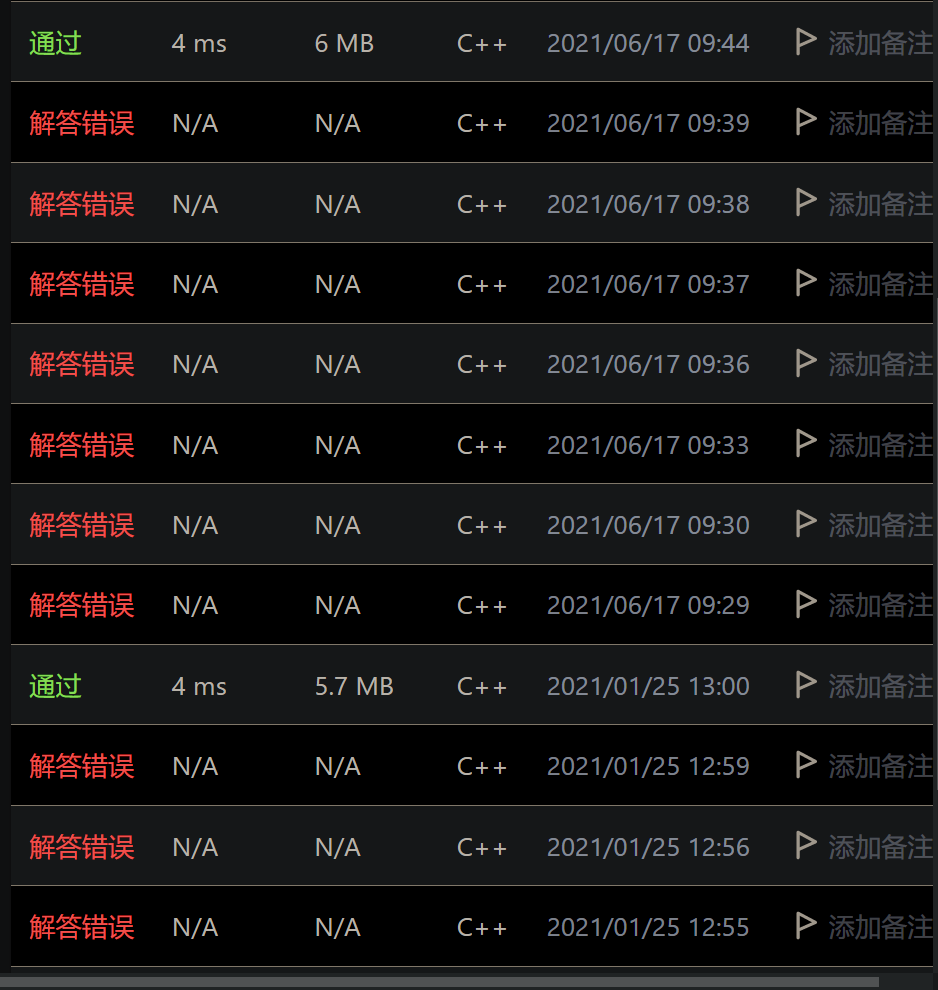 通过 4 ms 6 MB C++ 2021/06/17 09:44 添加备注
解答错误 N/A N/A C++ 2021/06/17 09:39 添加备注
解答错误 N/A N/A C++ 2021/06/17 09:38 添加备注
解答错误 N/A N/A C++ 2021/06/17 09:37 添加备注
解答错误 N/A N/A C++ 2021/06/17 09:36 添加备注
解答错误 N/A N/A C++ 2021/06/17 09:33 添加备注
解答错误 N/A N/A C++ 2021/06/17 09:30 添加备注
解答错误 N/A N/A C++ 2021/06/17 09:29 添加备注
通过 4 ms 5.7 MB C++ 2021/01/25 13:00 添加备注
解答错误 N/A N/A C++ 2021/01/25 12:59 添加备注
解答错误 N/A N/A C++ 2021/01/25 12:56 添加备注
解答错误 N/A N/A C++ 2021/01/25 12:55 添加备注